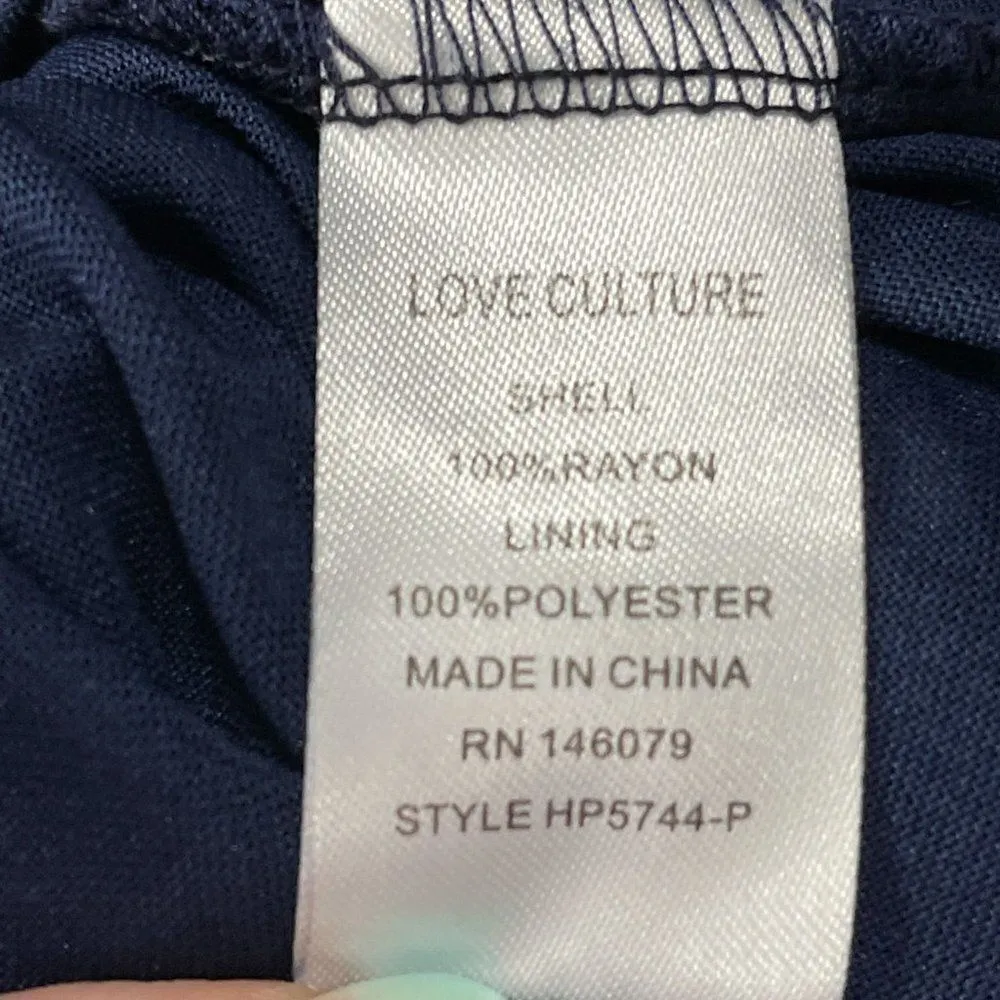 LOVE CULTURE
SHELL
100%RAYON
LINING
100%POLYESTER
MADE IN CHINA
RN 146079
STYLE HP5744-P